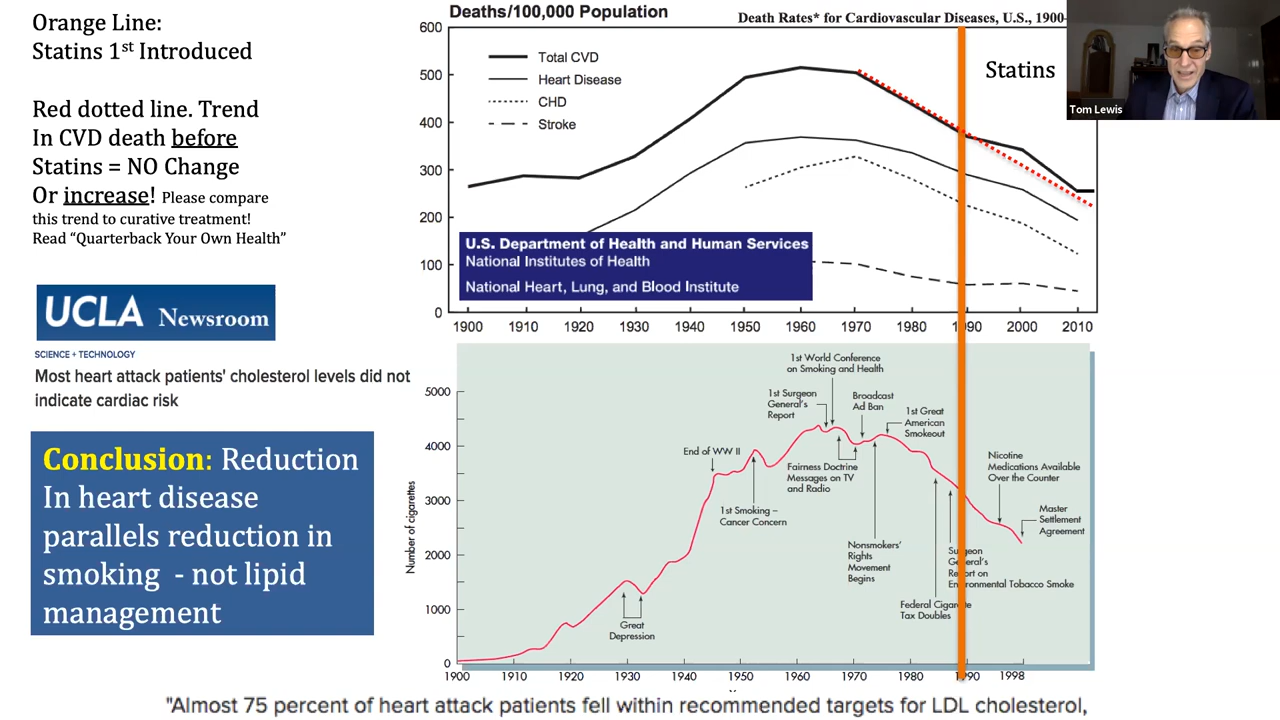 Orange Line:
Statins 1st Introduced
Red dotted line. Trend
In CVD death before
Statins = NO Change
Or increase! Please compare
this trend to curative treatment!
Read “Quarterback Your Own Health”
UCLA Newsroom
SCIENCE + TECHNOLOGY
Most heart attack patients' cholesterol levels did not
indicate cardiac risk
Conclusion: Reduction
In heart disease
parallels reduction in
smoking - not lipid
management
Deaths/100,000 Population
Death Rates* for Cardiovascular Diseases, U.S., 1900-
600
500
400
300
200
100
0
Total CVD
Heart Disease
CHD
Stroke
Statins
Tom Lewis
U.S. Department of Health and Human Services
National Institutes of Health
National Heart, Lung, and Blood Institute
1900 1910 1920 1930 1940 1950 1960 1970 1980 1990 2000 2010
Number of cigarettes
5000
4000
3000
2000
1000
0
1st World Conference
on Smoking and Health
1st Surgeon
General's
Report
Broadcast
Ad Ban
1st Great
American
Smokeout
End of WW II
Fairness Doctrine
Messages on TV
and Radio
Nicotine
Medications Available
Over the Counter
1st Smoking –
Cancer Concern
Master
Settlement
Agreement
Nonsmokers'
Rights
Movement
Begins
Surgeon
General's
Report on
Environmental Tobacco Smoke
Federal Cigarette
Tax Doubles
Great
Depression
1900 1910 1920 1930 1940 1950 1960 1970 1980 1990 1998
"Almost 75 percent of heart attack patients fell within recommended targets for LDL cholesterol,